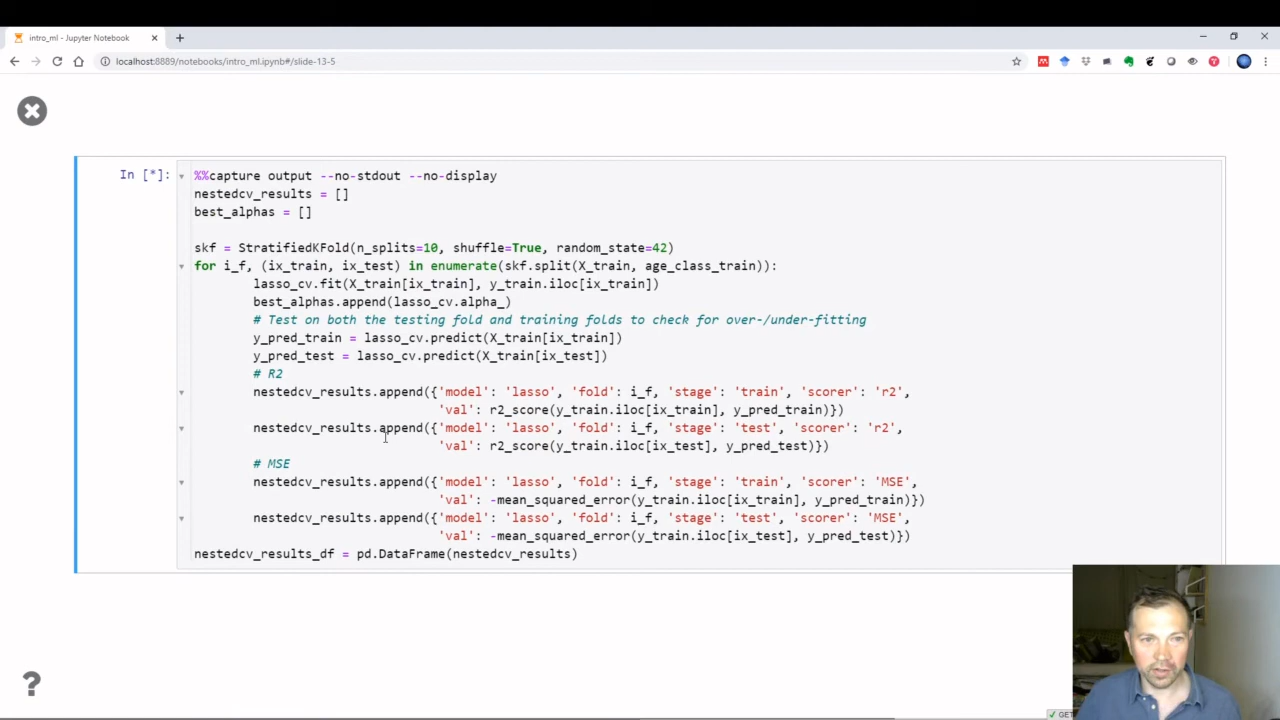 intro_ml - Jupyter Notebook
localhost:8889/notebooks/intro_ml.ipynb#/slide-13-5
In [*]:
%%capture output --no-stdout --no-display
nestedcv_results = []
best_alphas = []
skf = StratifiedKFold(n_splits=10, shuffle=True, random_state=42)
for i_f, (ix_train, ix_test) in enumerate(skf.split(X_train, age_class_train)):
lasso_cv.fit(X_train[ix_train], y_train.iloc[ix_train])
best_alphas.append(lasso_cv.alpha_)
# Test on both the testing fold and training folds to check for over-/under-fitting
y_pred_train = lasso_cv.predict(X_train[ix_train])
y_pred_test = lasso_cv.predict(X_train[ix_test])
# R2
nestedcv_results.append({'model': 'lasso', 'fold': i_f, 'stage': 'train', 'scorer': 'r2',
'val': r2_score(y_train.iloc[ix_train], y_pred_train)})
nestedcv_results.append({'model': 'lasso', 'fold': i_f, 'stage': 'test', 'scorer': 'r2',
'val': r2_score(y_train.iloc[ix_test], y_pred_test)})
# MSE
nestedcv_results.append({'model': 'lasso', 'fold': i_f, 'stage': 'train', 'scorer': 'MSE',
'val': -mean_squared_error(y_train.iloc[ix_train], y_pred_train)})
nestedcv_results.append({'model': 'lasso', 'fold': i_f, 'stage': 'test', 'scorer': 'MSE',
'val': -mean_squared_error(y_train.iloc[ix_test], y_pred_test)})
nestedcv_results_df = pd.DataFrame(nestedcv_results)
?
GET